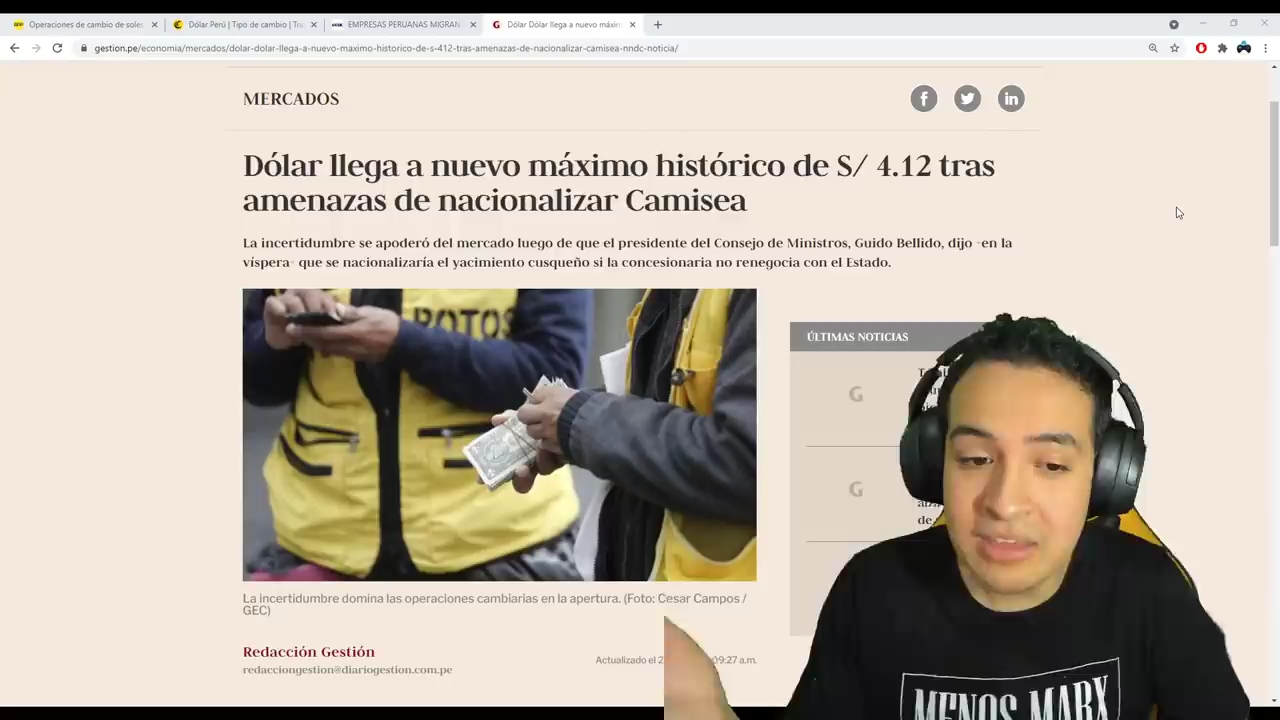 Operaciones de cambio de soles
Dólar Perú | Tipo de cambio | Tra
EMPRESAS PERUANAS MIGRAN
Dólar Dólar llega a nuevo máxim
gestion.pe/economia/mercados/dolar-dolar-llega-a-nuevo-maximo-historico-de-s-412-tras-amenazas-de-nacionalizar-camisea-nndc-noticia/
MERCADOS
Dólar llega a nuevo máximo histórico de S/ 4.12 tras
amenazas de nacionalizar Camisea
La incertidumbre se apoderó del mercado luego de que el presidente del Consejo de Ministros, Guido Bellido, dijo -en la
víspera- que se nacionalizaría el yacimiento cusqueño si la concesionaria no renegocia con el Estado.
ROTOS
ÚLTIMAS NOTICIAS
G
G
de
La incertidumbre domina las operaciones cambiarias en la apertura. (Foto: Cesar Campos /
GEC)
Redacción Gestión
redacciongestion@diariogestion.com.pe
Actualizado el 2 09:27 a.m.
MENOS MARX